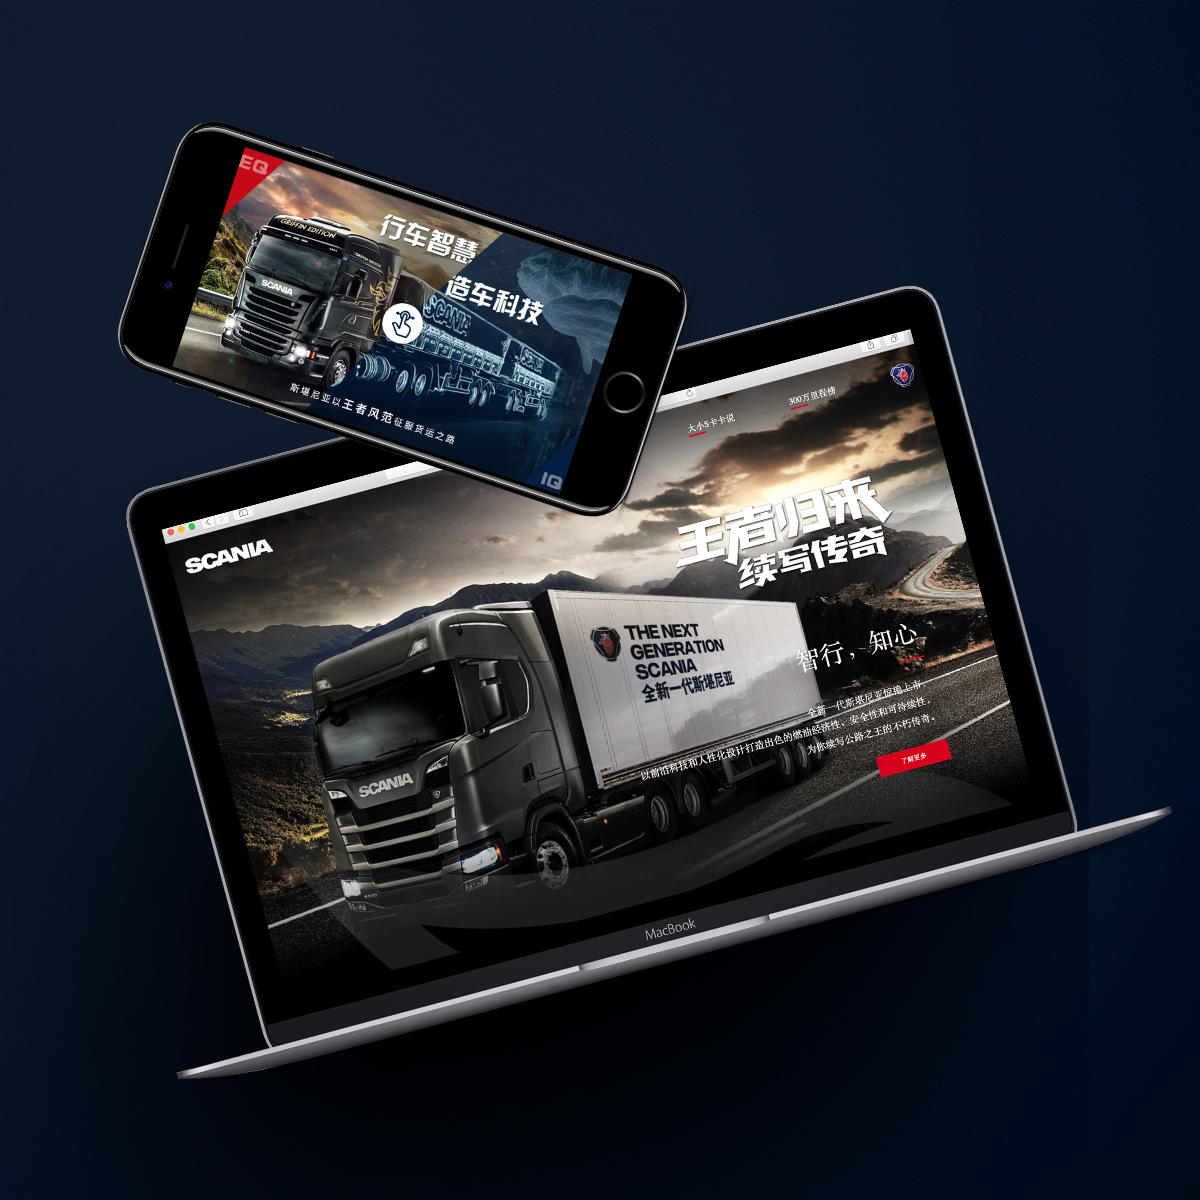 EQ
GRIFFIN EDITION
行车智慧
造车科技
SCANIA
SCANIA
斯堪尼亚以王者风范征服货运之路
IQ
大小S卡卡说
300万里程榜
SCANIA
王者归来
续写传奇
THE NEXT
GENERATION
SCANIA
全新一代斯堪尼亚
智行，知心
全新一代斯堪尼亚惊艳上市，
以前沿科技和人性化设计打造出色的燃油经济性、安全性和可持续性，
为你续写公路之王的不朽传奇。
了解更多
SCANIA
MacBook